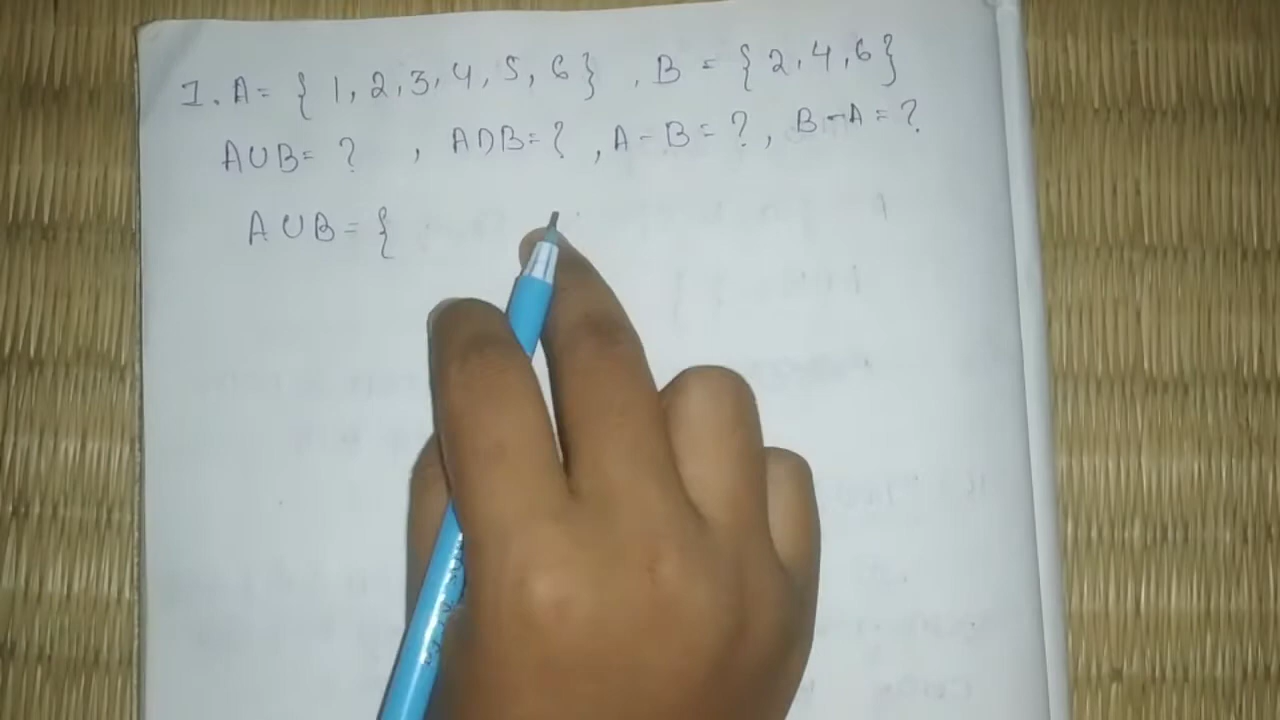 1. A = { 1, 2, 3, 4, 5, 6 } , B = { 2, 4, 6 }
A∪B = ? , A∩B = ? , A - B = ? , B - A = ?
A∪B = {